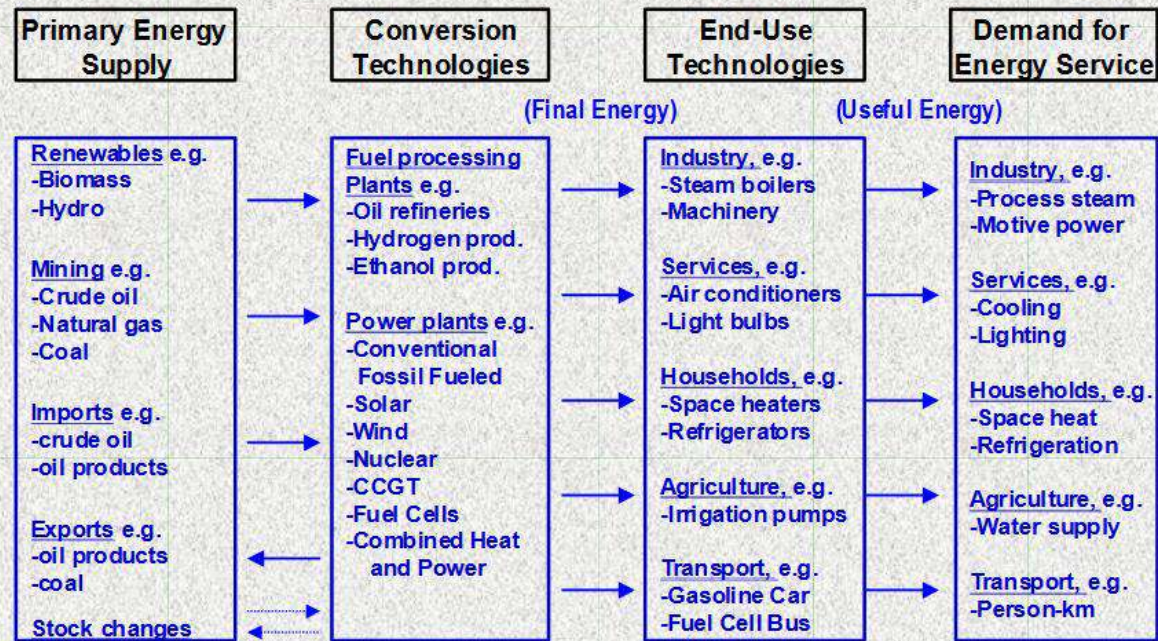 Primary Energy
Supply
Conversion
Technologies
End-Use
Technologies
Demand for
Energy Service
(Final Energy)
(Useful Energy)
Renewables e.g.
-Biomass
-Hydro
Mining e.g.
-Crude oil
-Natural gas
-Coal
Imports e.g.
-crude oil
-oil products
Exports e.g.
-oil products
-coal
Stock changes
Fuel processing
Plants e.g.
-Oil refineries
-Hydrogen prod.
-Ethanol prod.
Power plants e.g.
-Conventional
Fossil Fueled
-Solar
-Wind
-Nuclear
-CCGT
-Fuel Cells
-Combined Heat
and Power
Industry, e.g.
-Steam boilers
-Machinery
Services, e.g.
-Air conditioners
-Light bulbs
Households, e.g.
-Space heaters
-Refrigerators
Agriculture, e.g.
-Irrigation pumps
Transport, e.g.
-Gasoline Car
-Fuel Cell Bus
Industry, e.g.
-Process steam
-Motive power
Services, e.g.
-Cooling
-Lighting
Households, e.g.
-Space heat
-Refrigeration
Agriculture, e.g.
-Water supply
Transport, e.g.
-Person-km